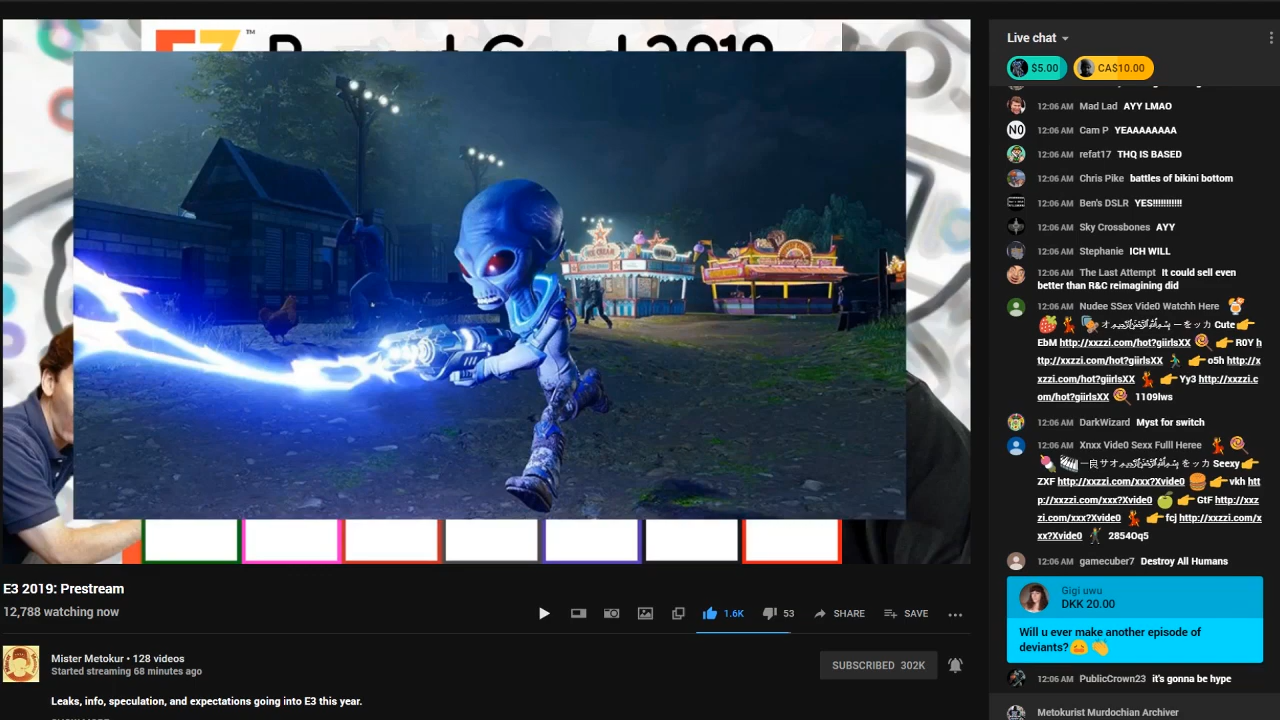 E3™ Recent Grad 2019
Live chat
$5.00 CA$10.00
12:06 AM Mad Lad AYY LMAO
NO 12:06 AM Cam P YEAAAAAAA
12:06 AM refat17 THQ IS BASED
12:06 AM Chris Pike battles of bikini bottom
12:06 AM Ben's DSLR YES!!!!!!!!!!!
12:06 AM Sky Crossbones AYY
12:06 AM Stephanie ICH WILL
12:06 AM The Last Attempt It could sell even
better than R&C reimagining did
12:06 AM Nudee SSex Vide0 Watch Here
Cute
EbM http://xxzzi.com/hot?giirlsXX R0Y h
ttp://xxzzi.com/hot?giirlsXX o5h http://x
xzzi.com/hot?giirlsXX Yy3 http://xxzzi.c
om/hot?giirlsXX 1109lws
12:06 AM DarkWizard Myst for switch
12:06 AM Xnxx Vide0 Sexx Fulll Heree
Seexy
ZXF http://xxzzi.com/xxx?Xvide0 vkh htt
p://xxzzi.com/xxx?Xvide0 GtF http://xxz
zi.com/xxx?Xvide0 fcj http://xxzzi.com/x
xx?Xvide0 2854Oq5
12:06 AM gamecuber7 Destroy All Humans
Gigi uwu
DKK 20.00
Will u ever make another episode of
deviants?
12:06 AM PublicCrown23 it's gonna be hype
Metokurist Murdochian Archiver
E3 2019: Prestream
12,788 watching now
1.6K 53 SHARE SAVE
Mister Metokur • 128 videos
Started streaming 68 minutes ago
SUBSCRIBED 302K
Leaks, info, speculation, and expectations going into E3 this year.